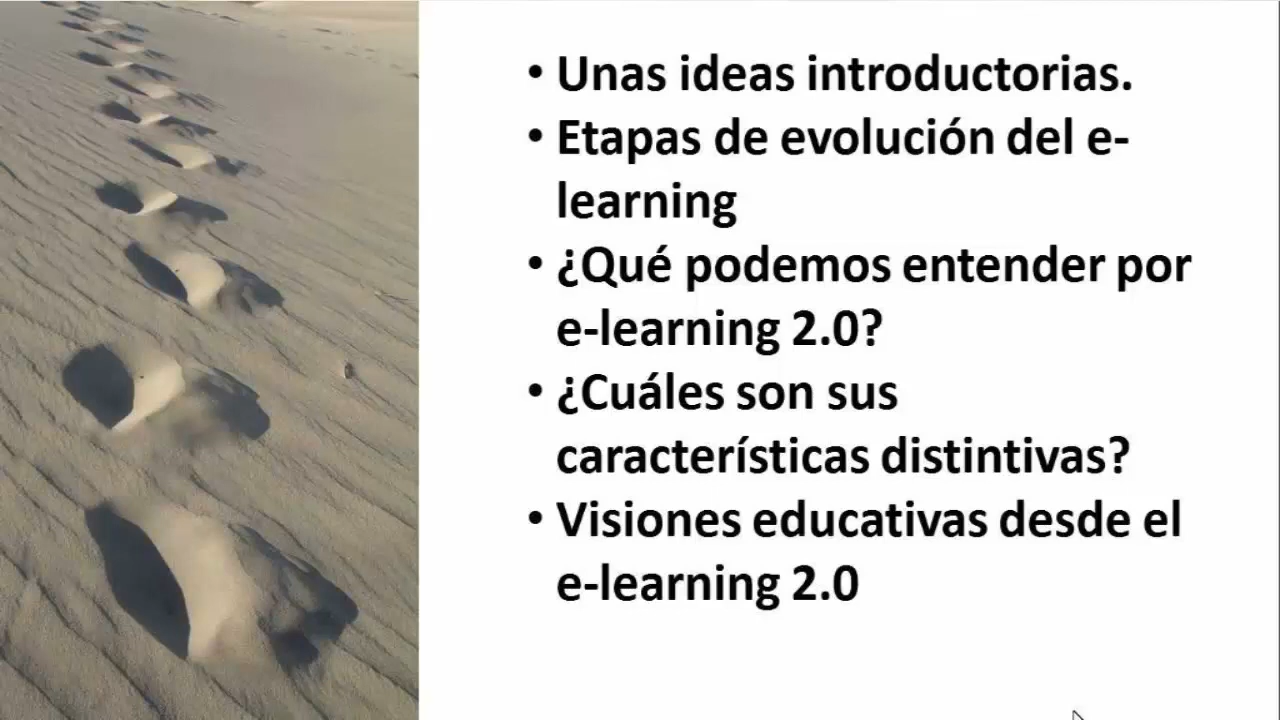 • Unas ideas introductorias.
• Etapas de evolución del e-
learning
• ¿Qué podemos entender por
e-learning 2.0?
• ¿Cuáles son sus
características distintivas?
• Visiones educativas desde el
e-learning 2.0